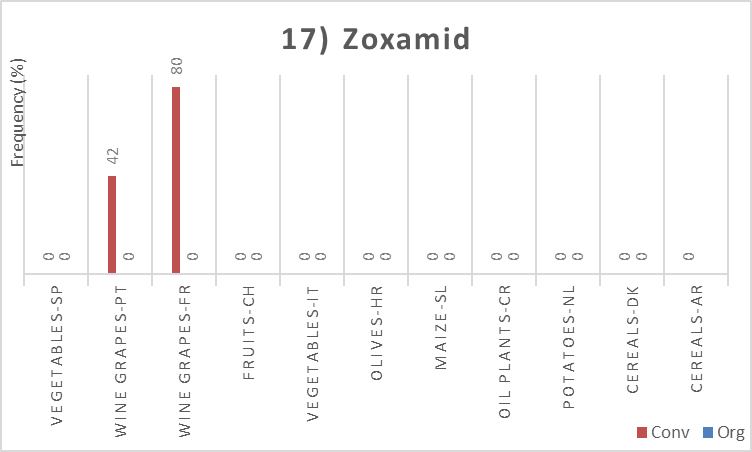 17) Zoxamid
Frequency (%)
42
80
0 0
0
0
0 0
0 0
0 0
0 0
0 0
0 0
0 0
0
VEGETABLES-SP
WINE GRAPES-PT
WINE GRAPES-FR
FRUITS-CH
VEGETABLES-IT
OLIVES-HR
MAIZE-SL
OIL PLANTS-CR
POTATOES-NL
CEREALS-DK
CEREALS-AR
Conv Org